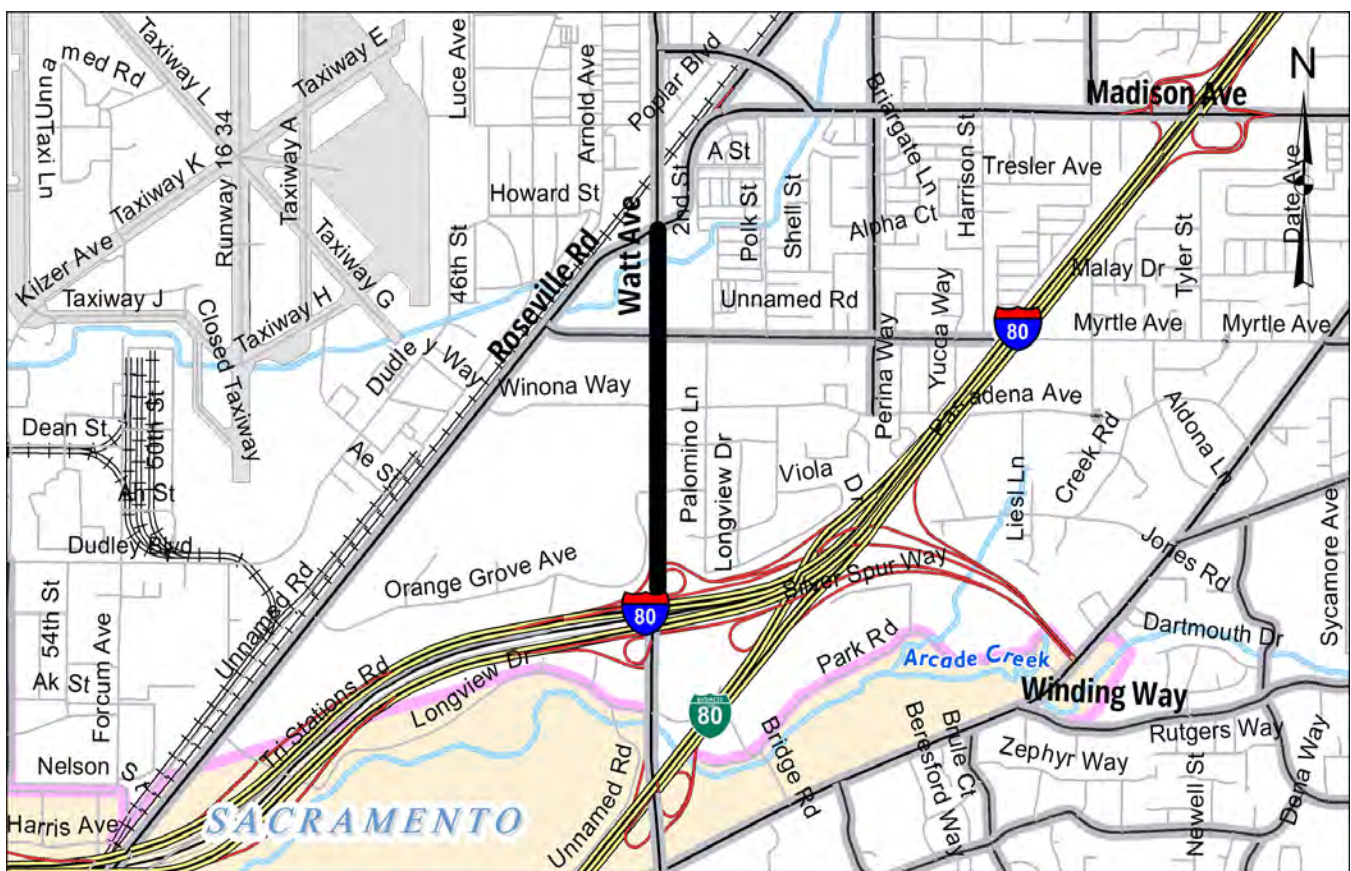 Taxiway L
Taxiway E
Luce Ave
Arnold Ave
Poplar Blvd
N
med Rd
Taxiway A
Briargate Ln
Madison Ave
Harrison St
A St
Tresler Ave
Taxiway K
Runway 16 34
Howard St
2nd St
Polk St
Shell St
Alpha Ct
Date Ave
Kilzer Ave
Taxiway G
46th St
Roseville Rd
Watt Ave
Malay Dr
Tyler St
Taxiway J
Taxiway H
Unnamed Rd
80
Myrtle Ave
Myrtle Ave
Closed Taxiway
Dudley Way
Winona Way
Perina Way
Yucca Way
Pasadena Ave
Dean St
50th St
Palomino Ln
Longview Dr
Viola Dr
Creek Rd
Aldona Ln
Ae St
An St
Liesl Ln
Dudley Blvd
Orange Grove Ave
Silver Spur Way
Jones Rd
Sycamore Ave
54th St
Forcum Ave
Unnamed Rd
80
Park Rd
Dartmouth Dr
Arcade Creek
Ak St
Tri Stations Rd
Longview Dr
80
Winding Way
Bridge Rd
Beresford Way
Brule Ct
Rutgers Way
Zephyr Way
Newell St
Dona Way
Nelson St
Harris Ave
SACRAMENTO
Unnamed Rd